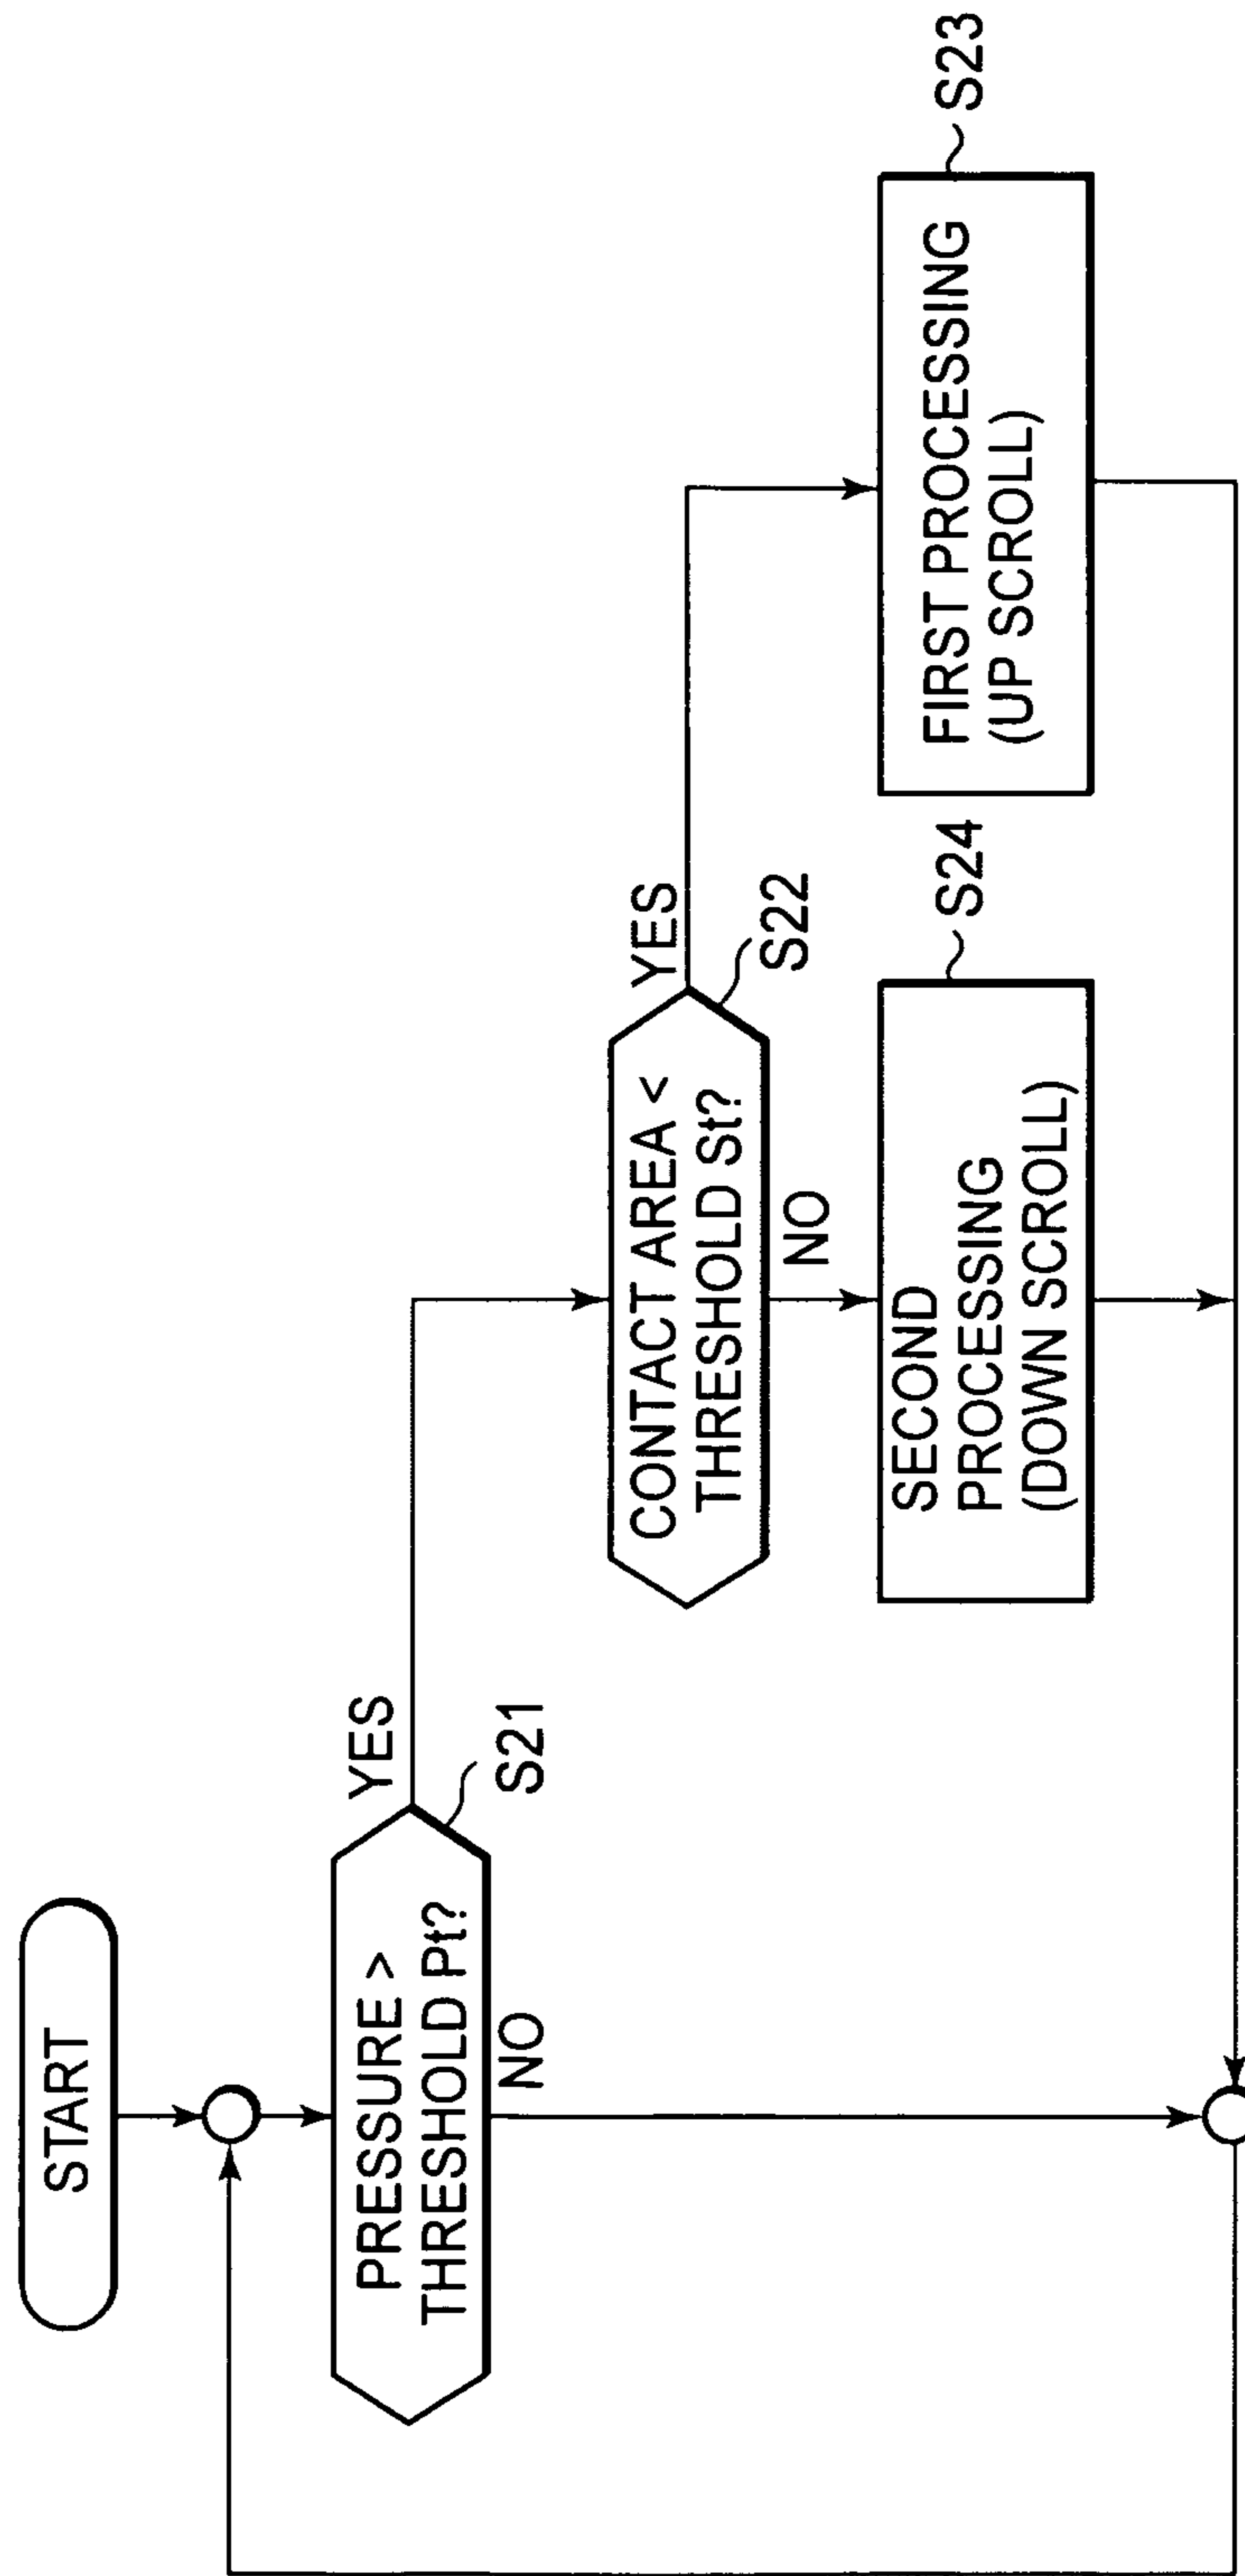 START
PRESSURE >
THRESHOLD Pt?
YES
S21
NO
CONTACT AREA <
THRESHOLD St?
YES
S22
NO
SECOND
PROCESSING
(DOWN SCROLL)
S24
FIRST PROCESSING
(UP SCROLL)
S23